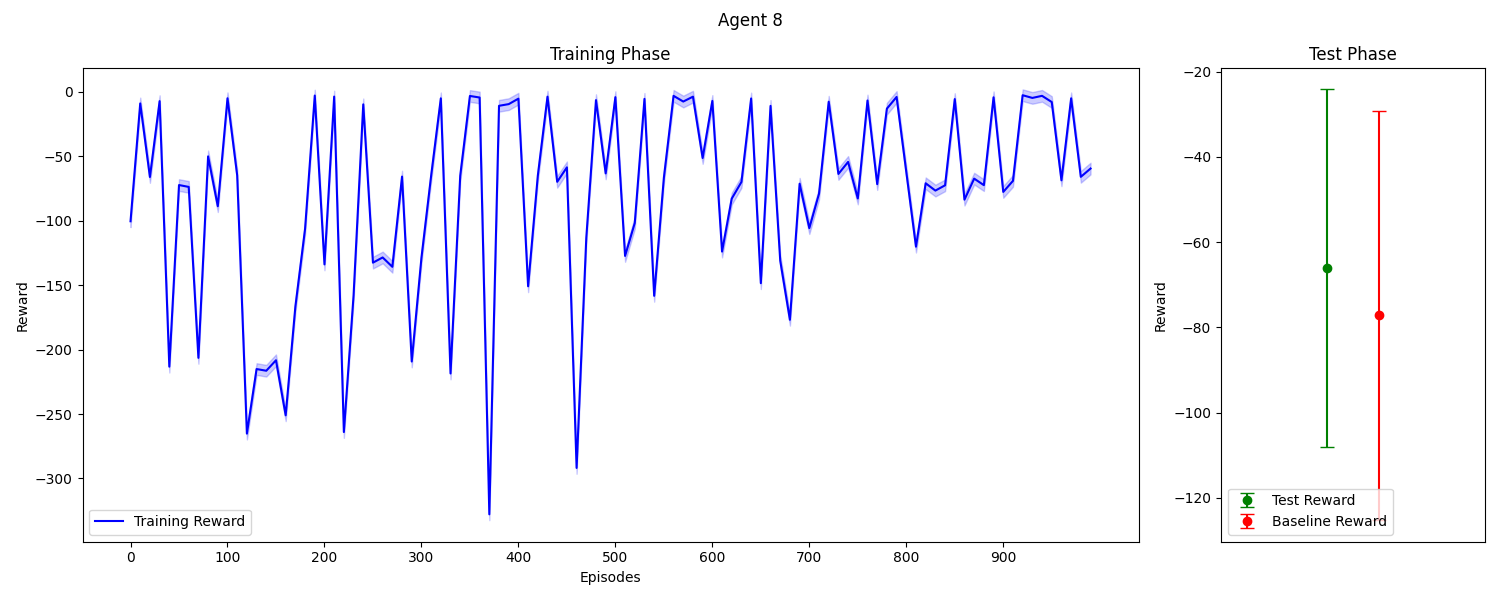 Agent 8
Training Phase
Reward
0
−50
−100
−150
−200
−250
−300
Training Reward
0 100 200 300 400 500 600 700 800 900
Episodes
Test Phase
Reward
−20
−40
−60
−80
−100
−120
Test Reward
Baseline Reward